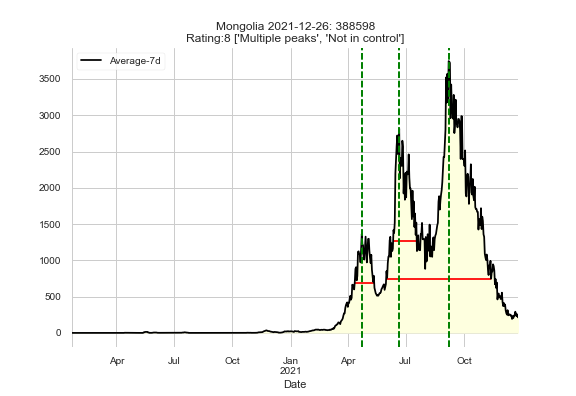 Mongolia 2021-12-26: 388598
Rating:8 ['Multiple peaks', 'Not in control']
Average-7d
3500
3000
2500
2000
1500
1000
500
0
Apr Jul Oct Jan Apr Jul Oct
2021
Date